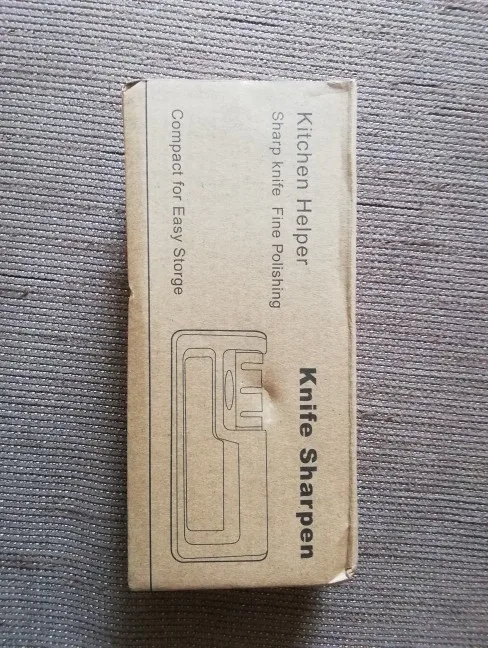 Kitchen Helper
Sharp knife Fine Polishing
Knife Sharpen
Compact for Easy Storge